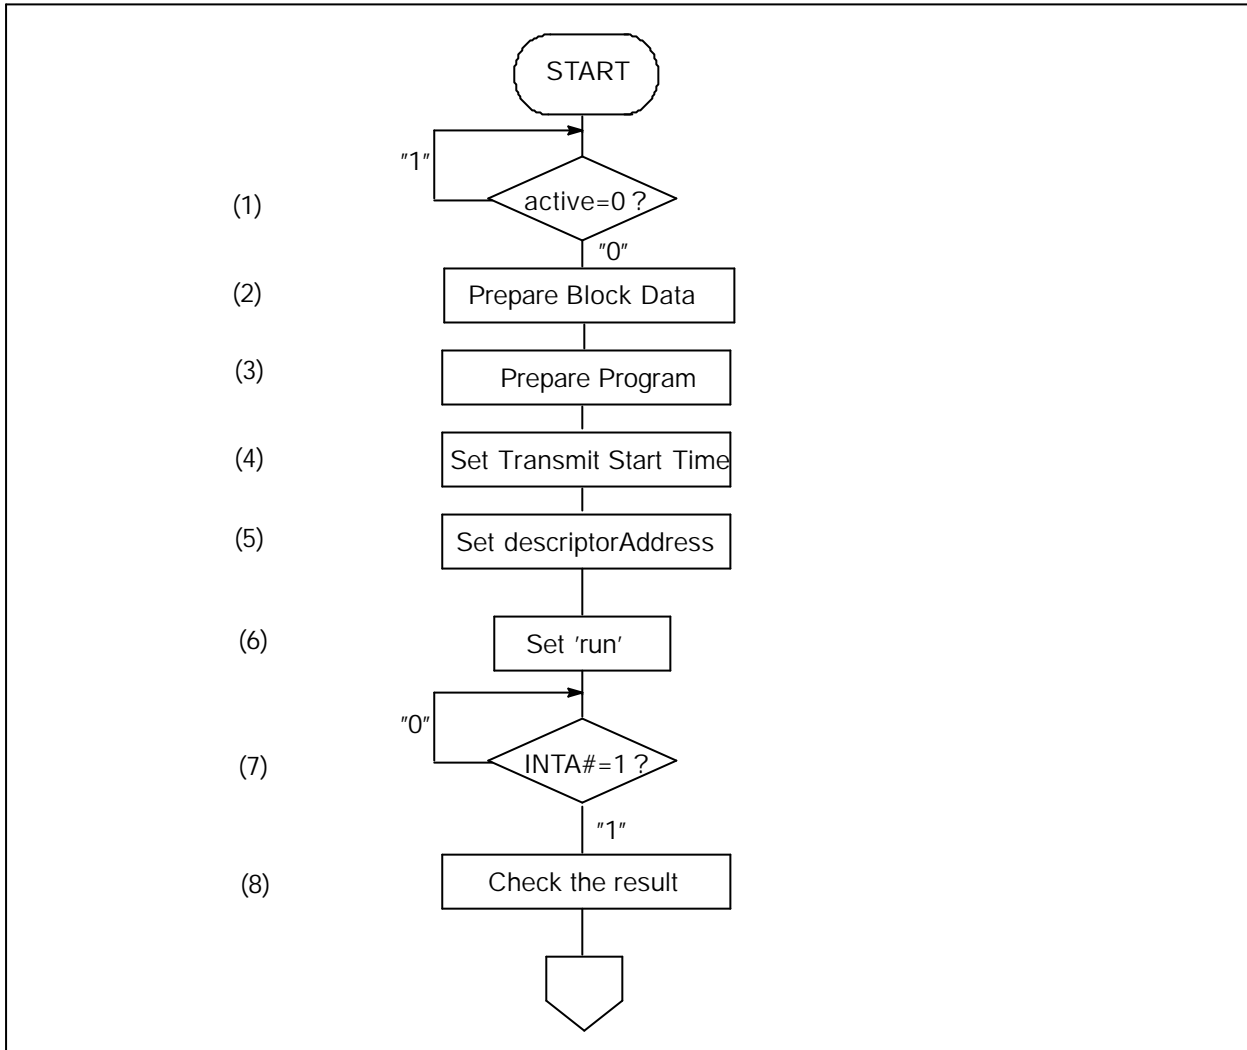 START
"1"
(1) active=0 ?
"0"
(2) Prepare Block Data
(3) Prepare Program
(4) Set Transmit Start Time
(5) Set descriptorAddress
(6) Set 'run'
"0"
(7) INTA#=1 ?
"1"
(8) Check the result